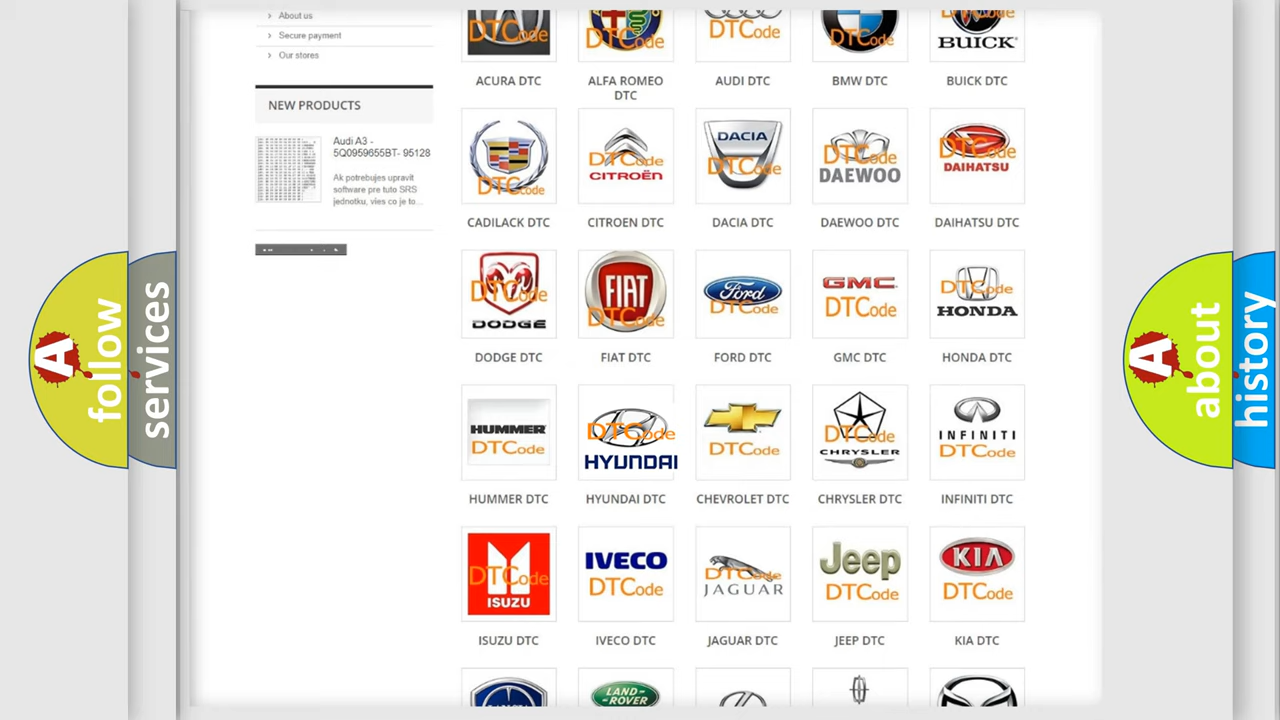 About us
Secure payment
Our stores
NEW PRODUCTS
Audi A3 -
5Q0959655BT- 95128
Ak potrebujes upravit
software pre tuto SRS
jednotku, vies co je to...
DTCode DTCode DTCode DTCode BUICK
ACURA DTC ALFA ROMEO DTC AUDI DTC BMW DTC BUICK DTC
DTCode DTCode CITROËN DACIA DTCode DTCode DAEWOO DTCode DAIHATSU
CADILACK DTC CITROEN DTC DACIA DTC DAEWOO DTC DAIHATSU DTC
DTCode DODGE FIAT DTCode Ford DTCode GMC DTCode DTCode HONDA
DODGE DTC FIAT DTC FORD DTC GMC DTC HONDA DTC
HUMMER DTCode DTCode HYUNDAI DTCode DTCode CHRYSLER INFINITI DTCode
HUMMER DTC HYUNDAI DTC CHEVROLET DTC CHRYSLER DTC INFINITI DTC
DTCode ISUZU IVECO DTCode DTCode JAGUAR Jeep DTCode KIA DTCode
ISUZU DTC IVECO DTC JAGUAR DTC JEEP DTC KIA DTC
LAND-ROVER
A follow
services
A about
history